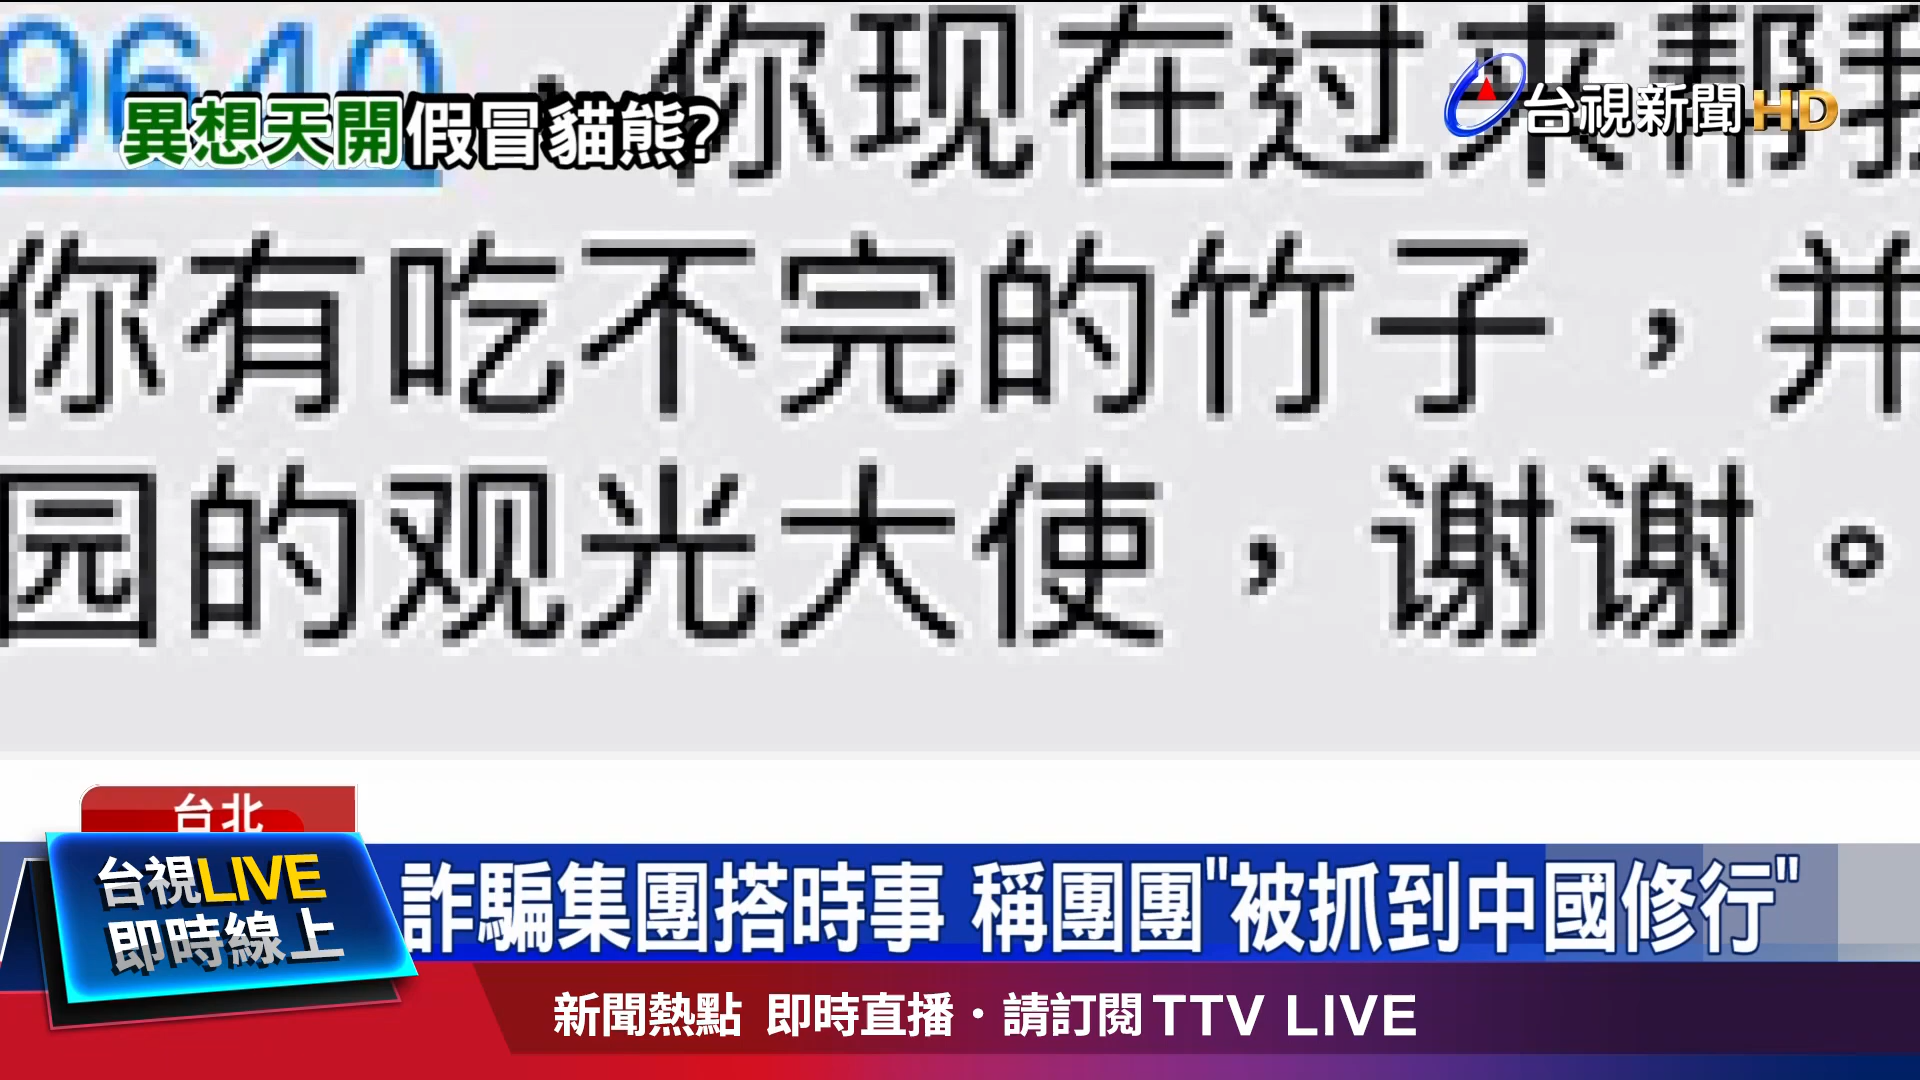 9640，你现在过来帮我
异想天開假冒貓熊?
台視新聞HD
你有吃不完的竹子，并
园的观光大使，谢谢。
台北
詐騙集團搭時事 稱團團"被抓到中國修行"
台視LIVE
即時線上
新聞熱點 即時直播・請訂閱TTV LIVE